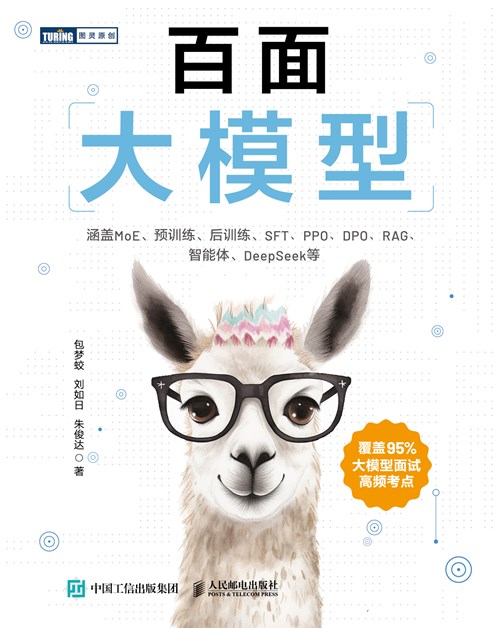 TURING 图灵原创
百面
大模型
涵盖MoE、预训练、后训练、SFT、PPO、DPO、RAG、
智能体、DeepSeek等
包梦蛟 刘如日 朱俊达 ○ 著
覆盖95%
大模型面试
高频考点
中国工信出版集团
人民邮电出版社
POSTS & TELECOM PRESS